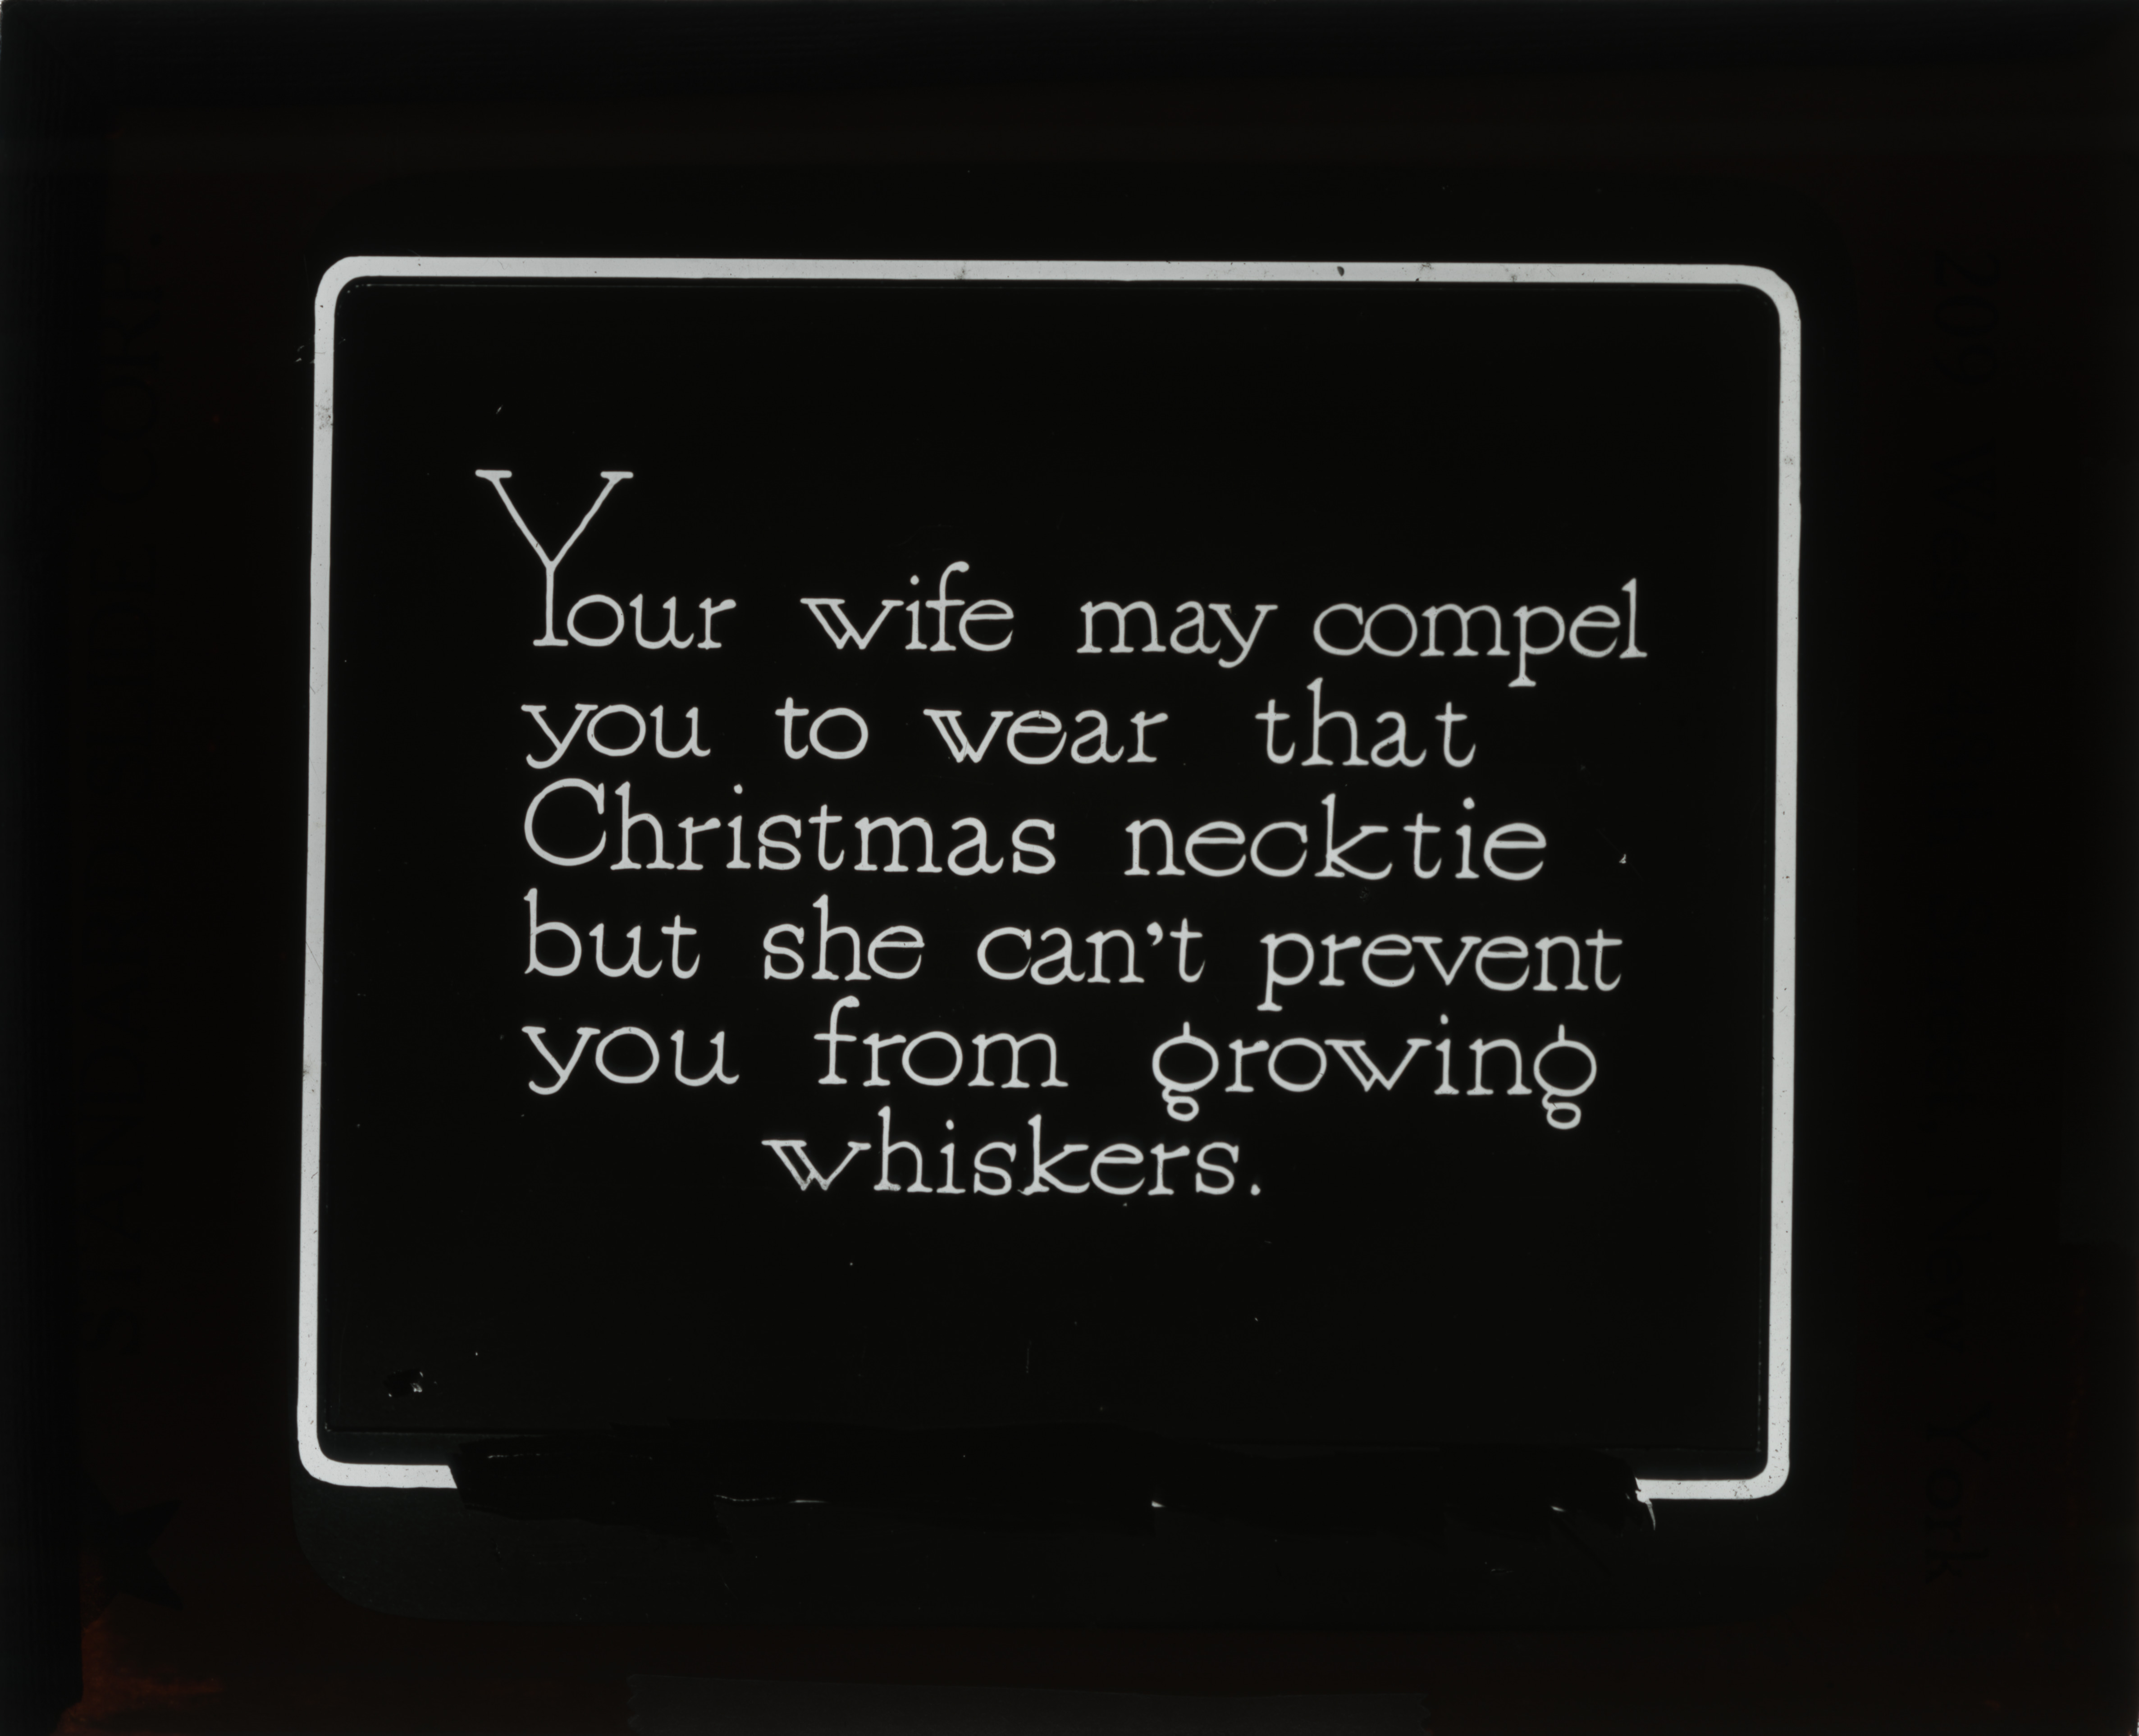 Your wife may compel
you to wear that
Christmas necktie
but she can't prevent
you from growing
whiskers.